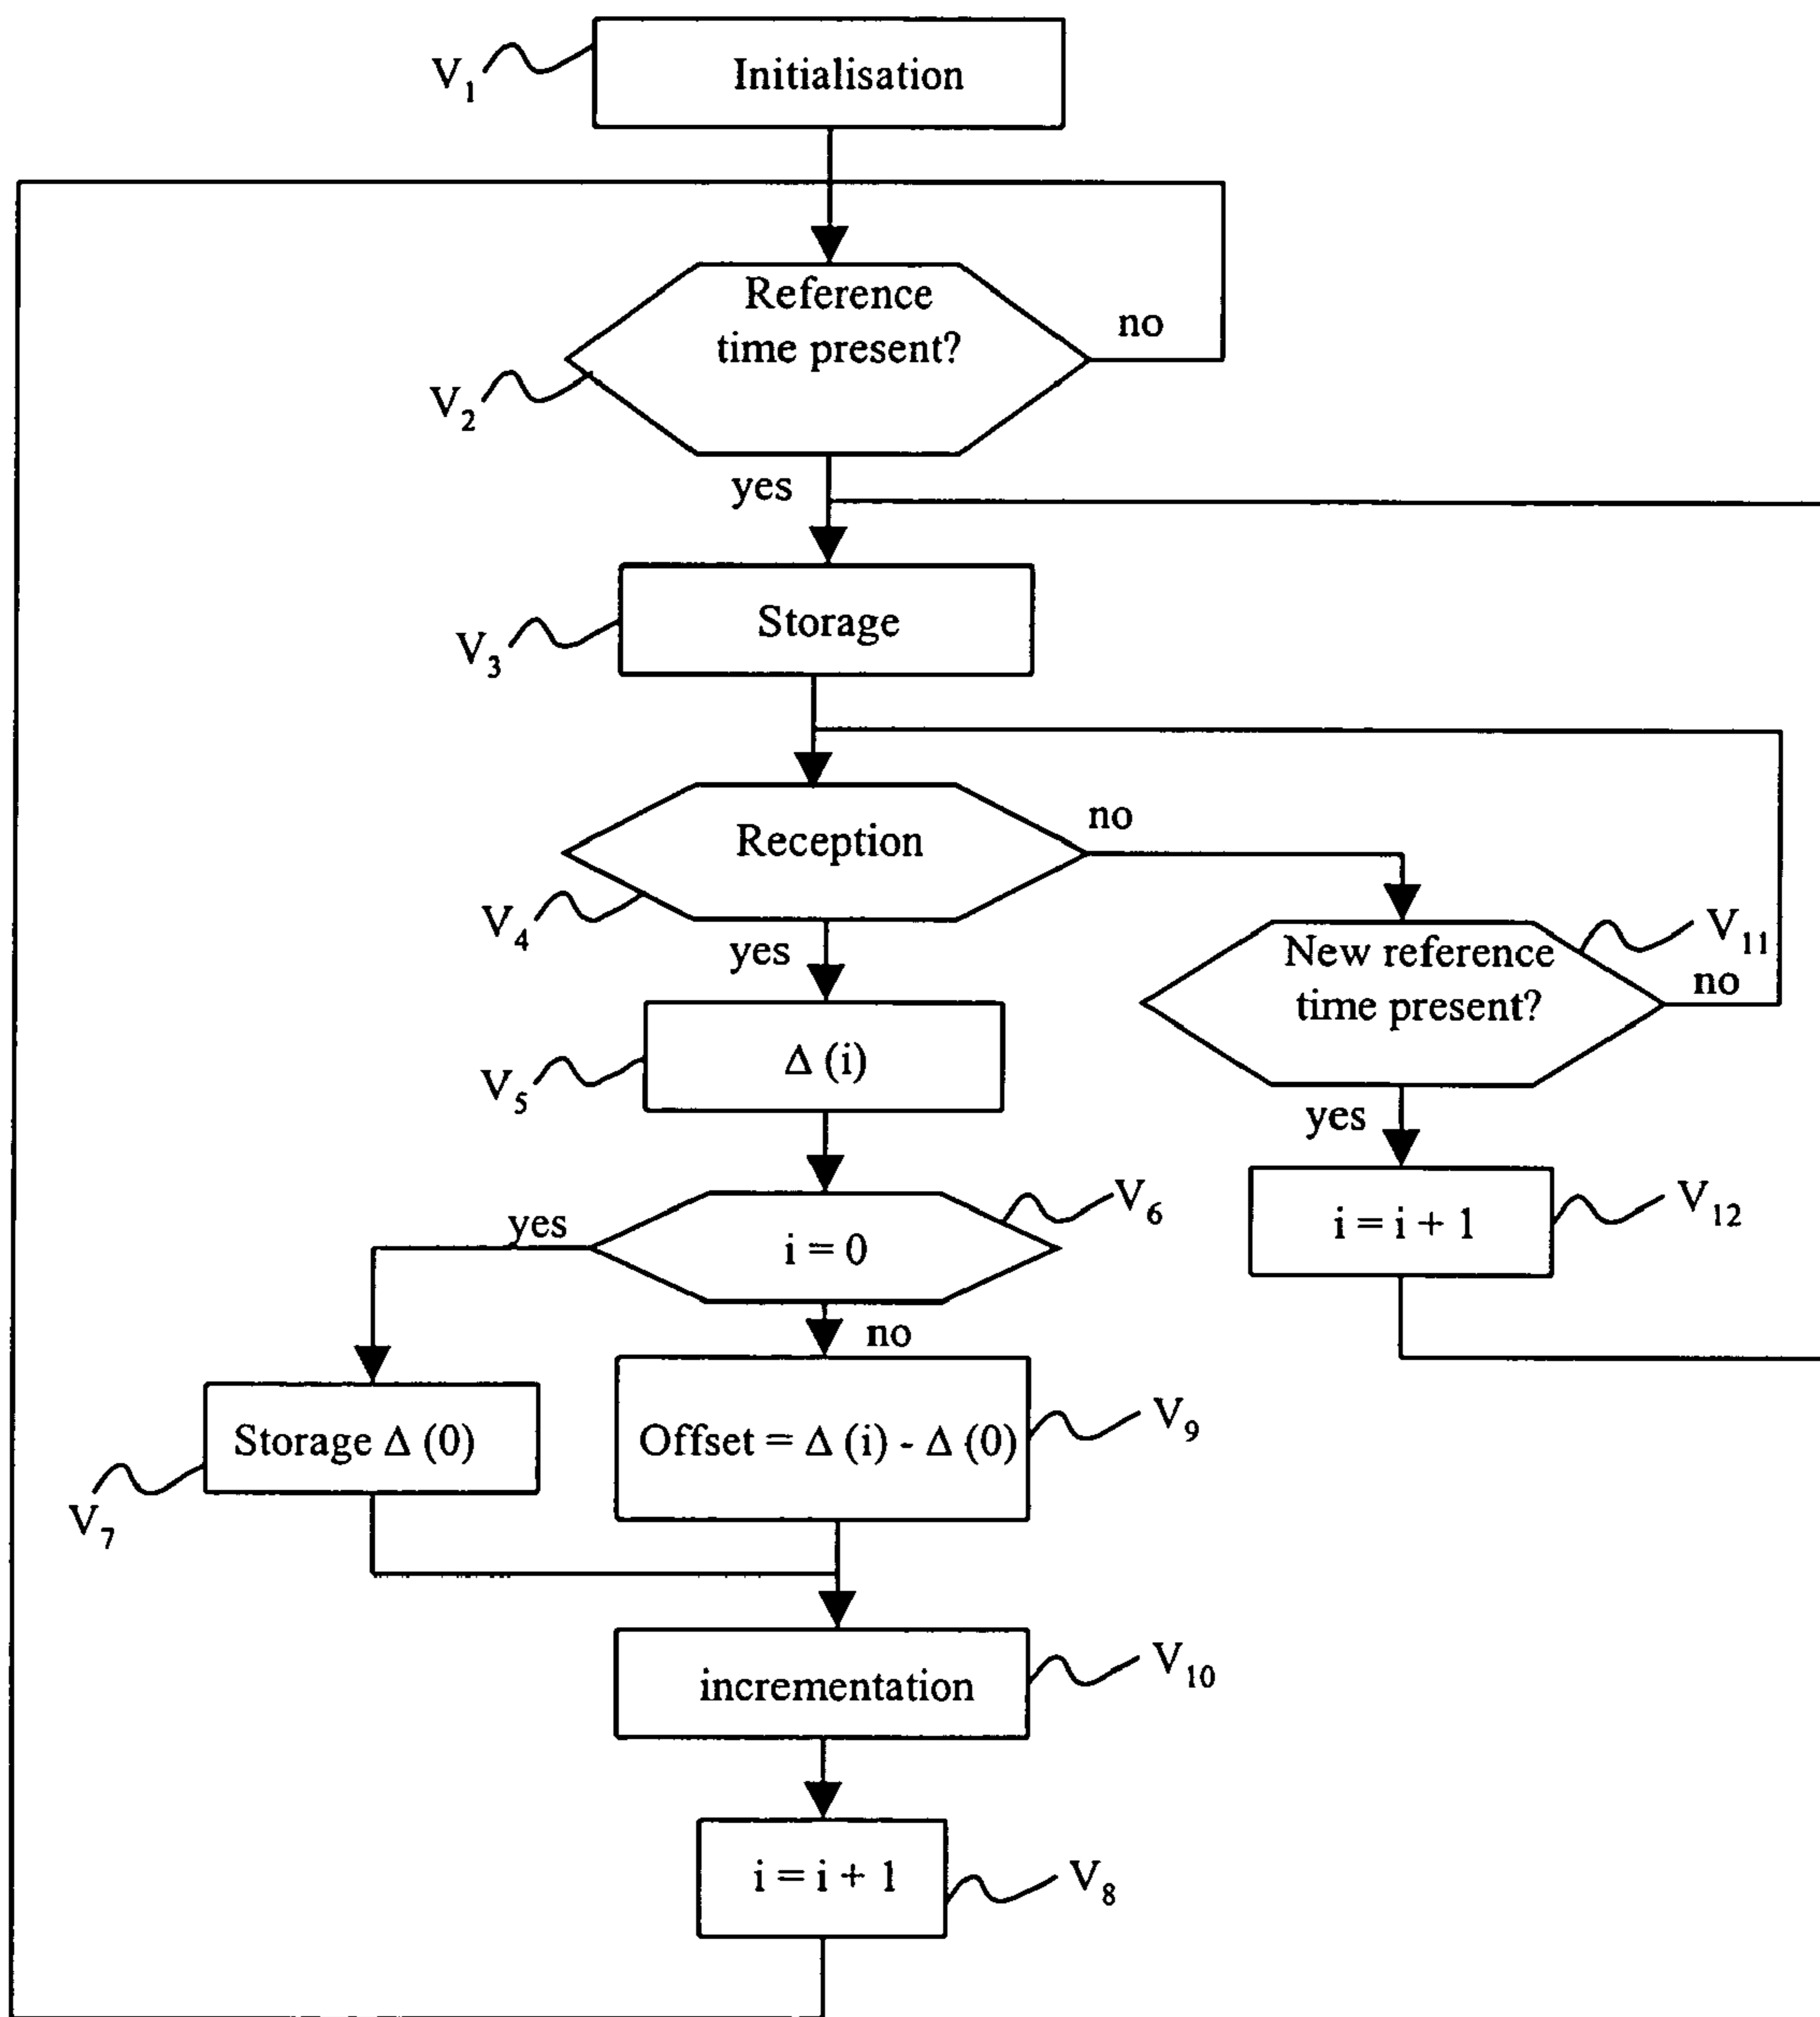 Initialisation
V1
Reference
time present?
no
V2
yes
Storage
V3
Reception
no
V4
yes
New reference
time present?
V11
no
Δ (i)
V5
yes
i = i + 1
V12
i = 0
V6
yes
no
Storage Δ (0)
V7
Offset = Δ (i) - Δ (0)
V9
incrementation
V10
i = i + 1
V8